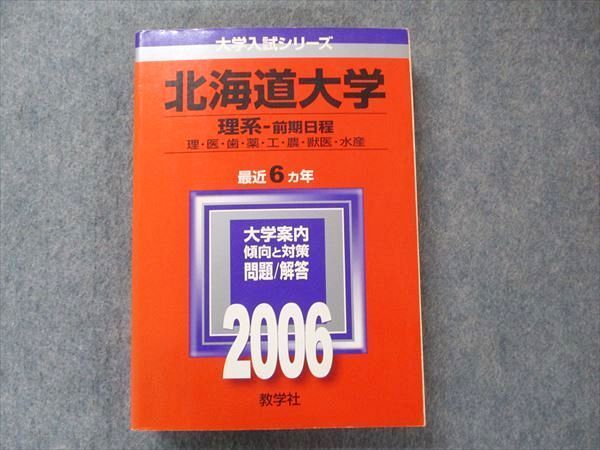 大学入試シリーズ
北海道大学
理系-前期日程
理・医・歯・薬・工・農・獣医・水産
最近6カ年
大学案内
傾向と対策
問題/解答
2006
教学社